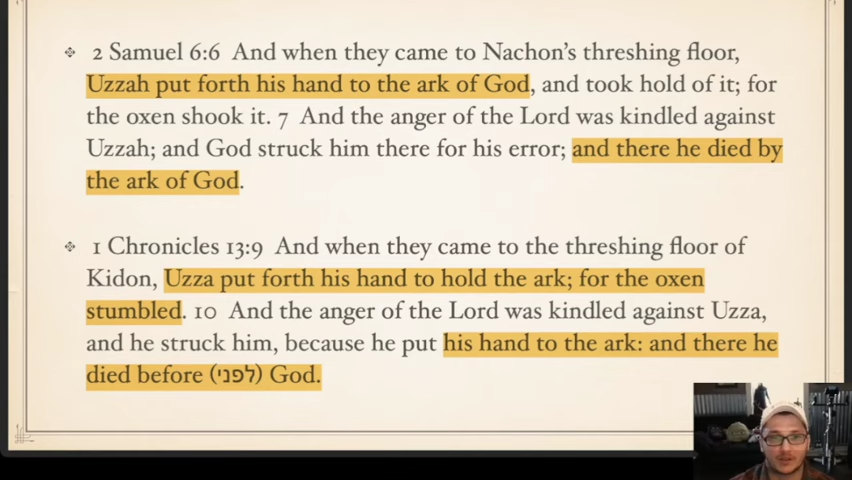 2 Samuel 6:6 And when they came to Nachon's threshing floor,
Uzzah put forth his hand to the ark of God, and took hold of it; for
the oxen shook it. 7 And the anger of the Lord was kindled against
Uzzah; and God struck him there for his error; and there he died by
the ark of God.
1 Chronicles 13:9 And when they came to the threshing floor of
Kidon, Uzza put forth his hand to hold the ark; for the oxen
stumbled. 10 And the anger of the Lord was kindled against Uzza,
and he struck him, because he put his hand to the ark: and there he
died before (לפני) God.